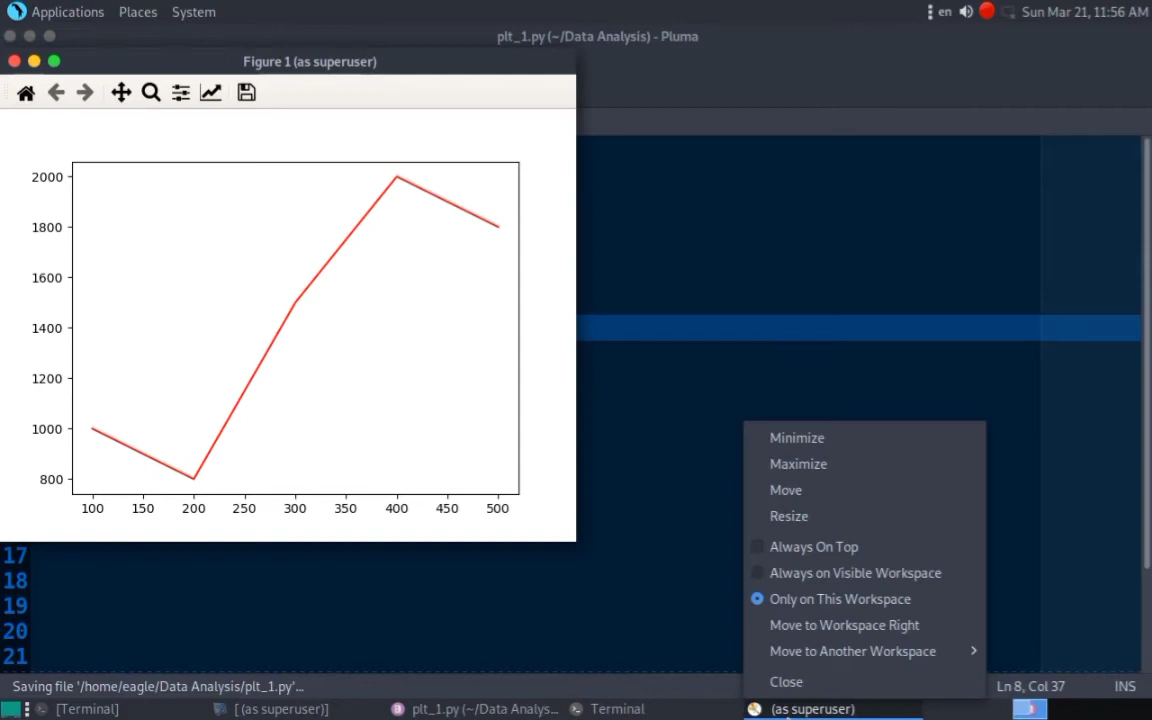 Applications Places System
en Sun Mar 21, 11:56 AM
plt_1.py (~/Data Analysis) - Pluma
Figure 1 (as superuser)
2000
1800
1600
1400
1200
1000
800
100 150 200 250 300 350 400 450 500
Minimize
Maximize
Move
Resize
Always On Top
Always on Visible Workspace
Only on This Workspace
Move to Workspace Right
Move to Another Workspace
Close
17
18
19
20
21
Saving file '/home/eagle/Data Analysis/plt_1.py'...
Ln 8, Col 37 INS
[Terminal] [ (as superuser)] plt_1.py (~/Data Analys... Terminal (as superuser)